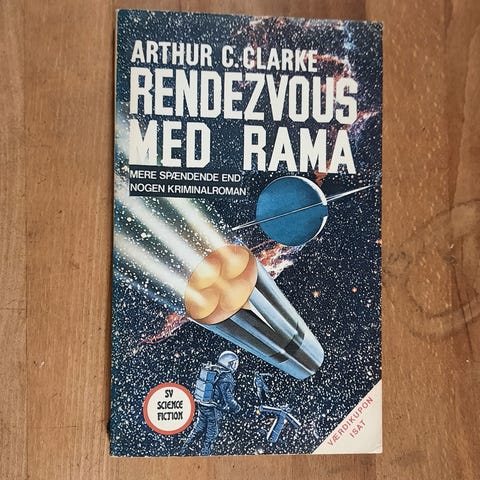 ARTHUR C. CLARKE
RENDEZVOUS
MED RAMA
MERE SPÆNDENDE END
NOGEN KRIMINALROMAN
SV
SCIENCE
FICTION
VÆRDIKUPON
ISAT